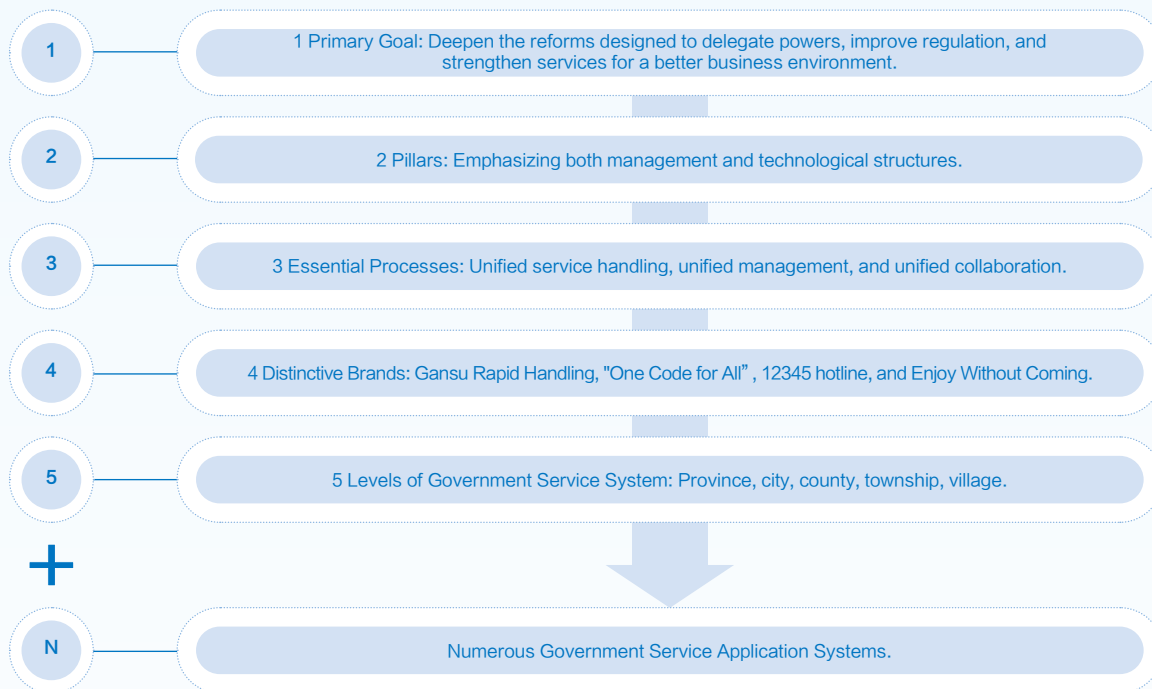 1
1 Primary Goal: Deepen the reforms designed to delegate powers, improve regulation, and
strengthen services for a better business environment.
2
2 Pillars: Emphasizing both management and technological structures.
3
3 Essential Processes: Unified service handling, unified management, and unified collaboration.
4
4 Distinctive Brands: Gansu Rapid Handling, "One Code for All” , 12345 hotline, and Enjoy Without Coming.
5
5 Levels of Government Service System: Province, city, county, township, village.
+
N
Numerous Government Service Application Systems.